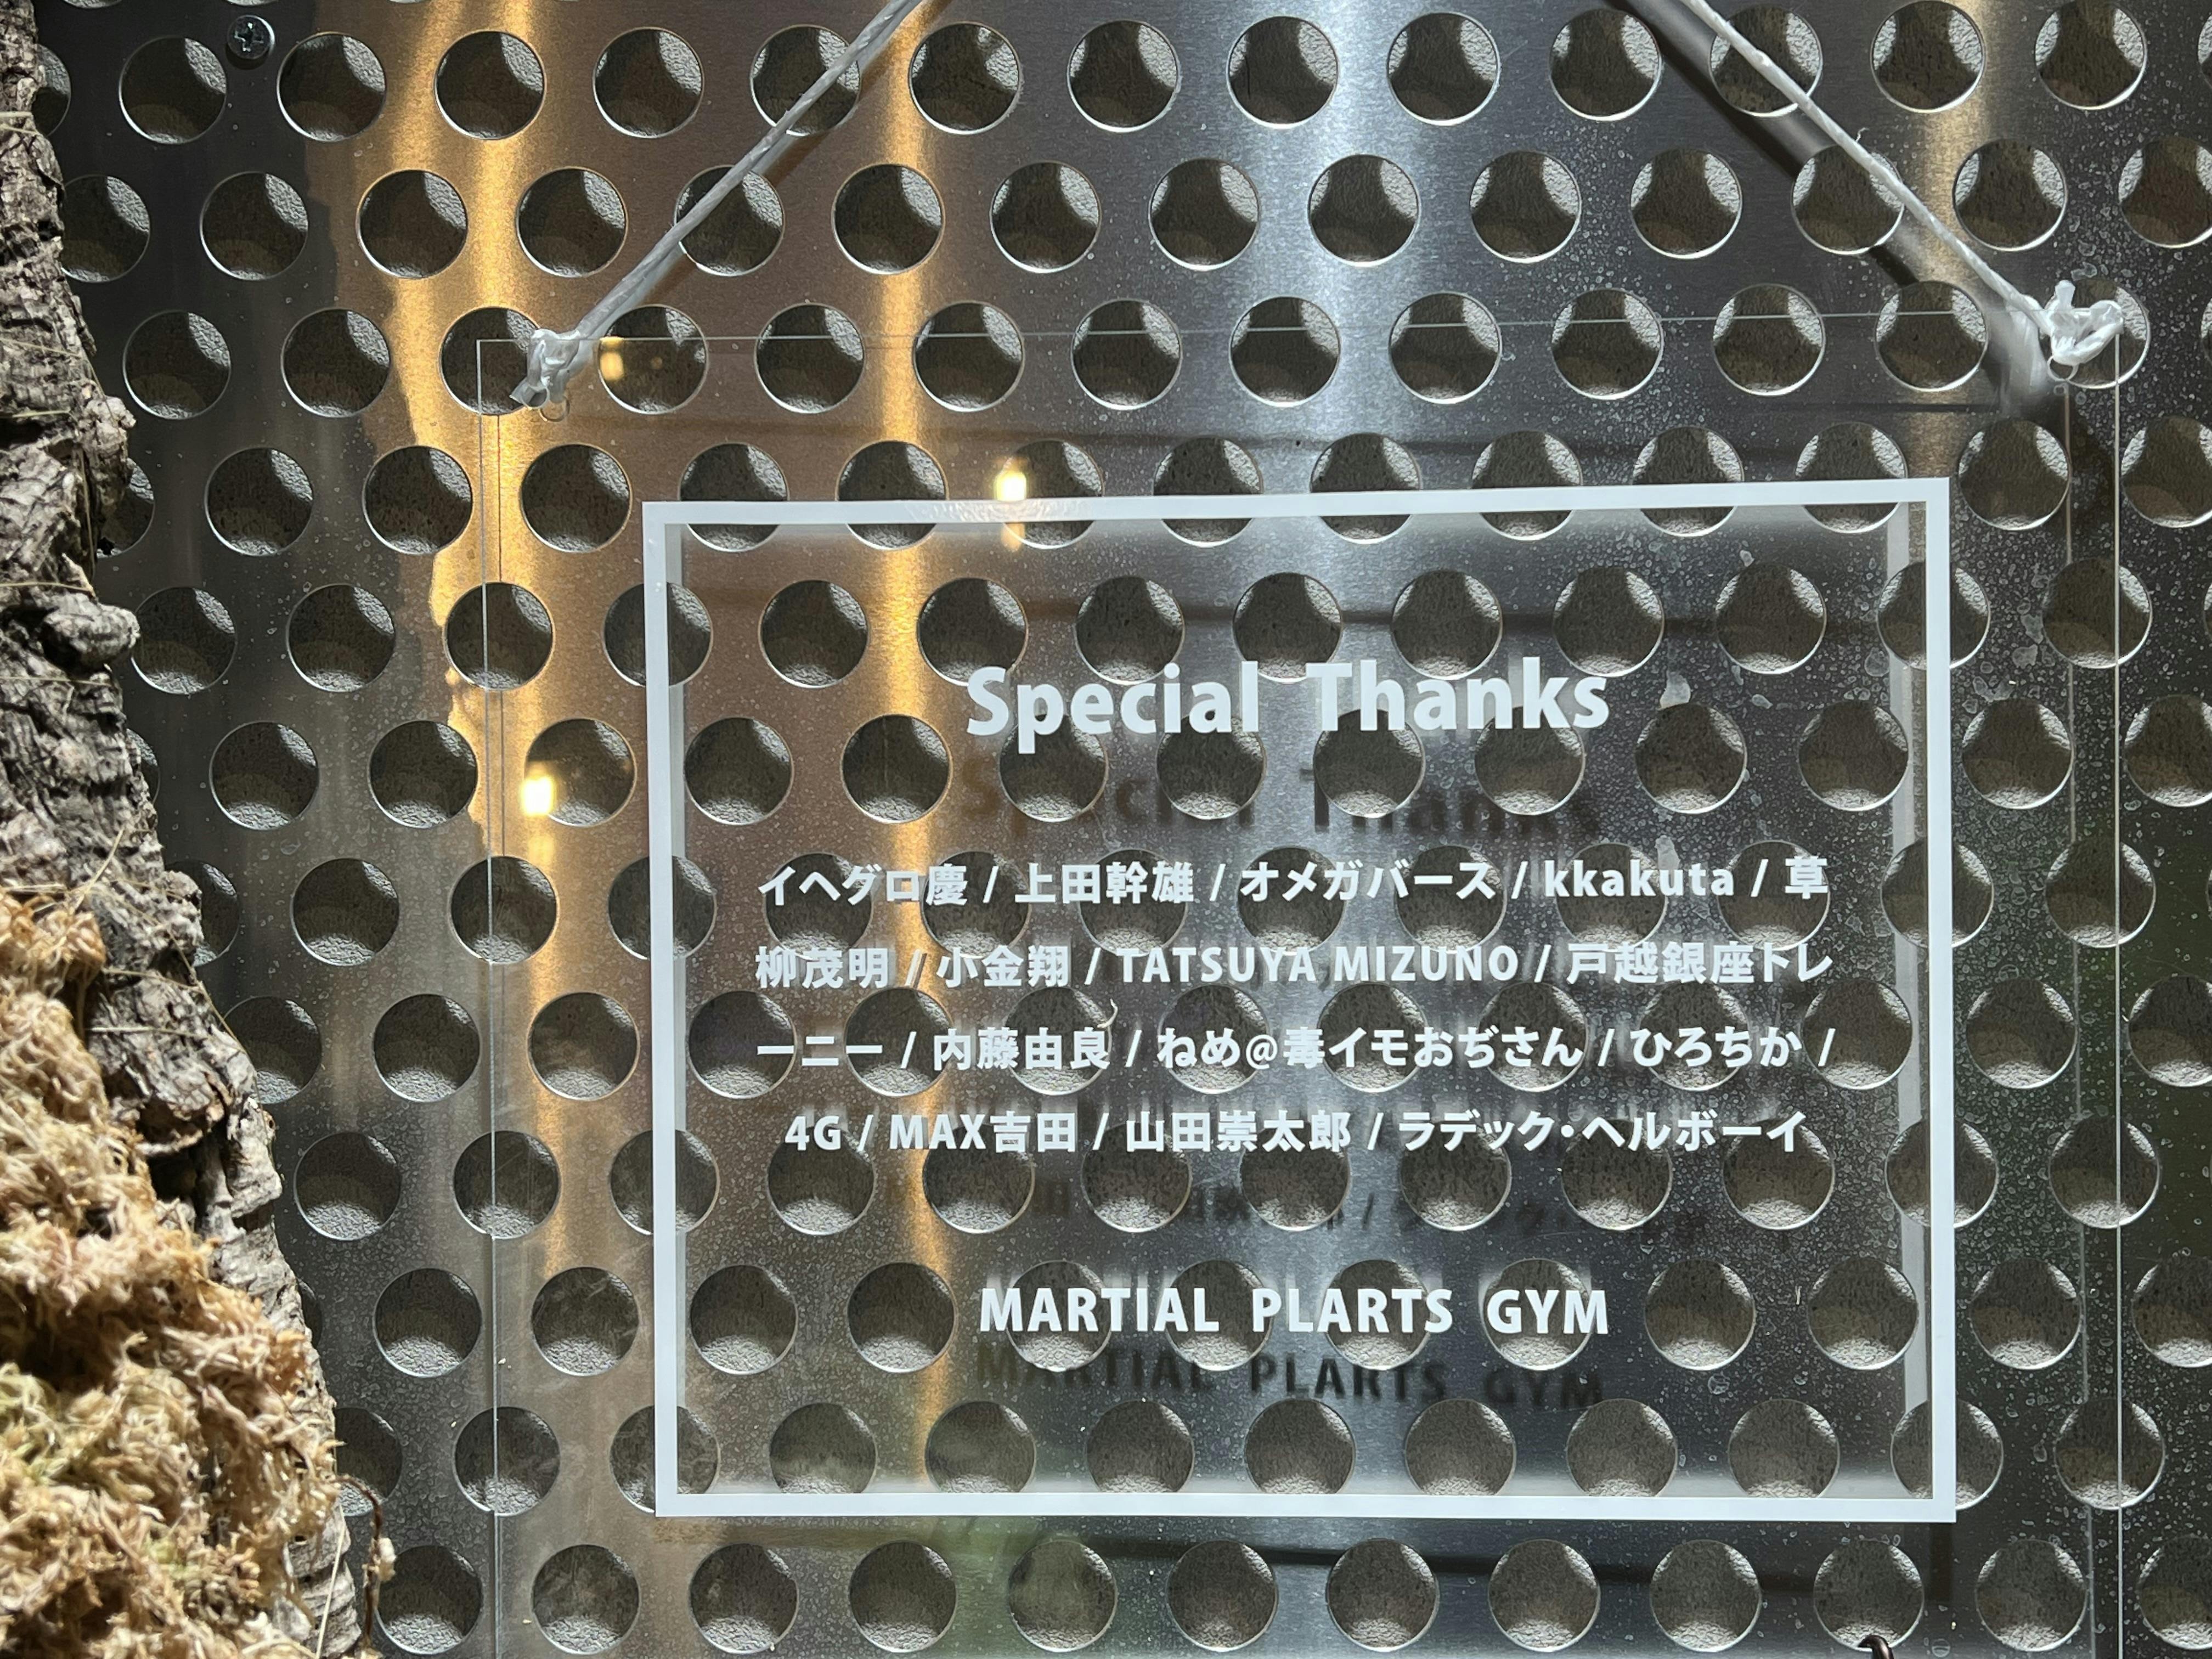 Special Thanks
イヘグロ慶 / 上田幹雄 / オメガバース / kkakuta / 草
柳茂明 / 小金翔 / TATSUYA MIZUNO / 戸越銀座トレ
ーニー / 内藤由良 / ねめ@毒イモおぢさん / ひろちか /
4G / MAX吉田 / 山田崇太郎 / ラデック・ヘルボーイ
MARTIAL PLARTS GYM